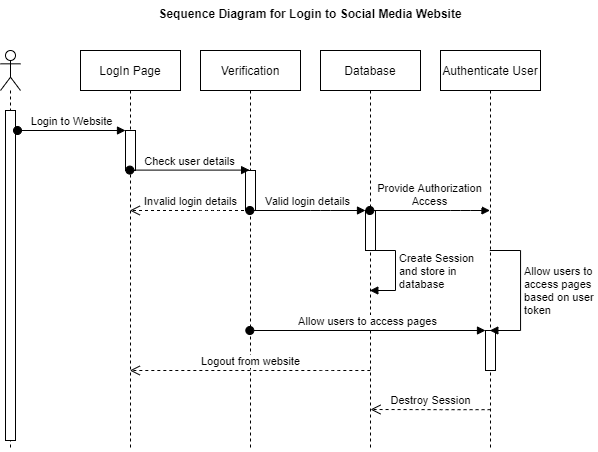 Sequence Diagram for Login to Social Media Website
LogIn Page
Verification
Database
Authenticate User
Login to Website
Check user details
Invalid login details
Valid login details
Provide Authorization
Access
Create Session
and store in
database
Allow users to
access pages
based on user
token
Allow users to access pages
Logout from website
Destroy Session